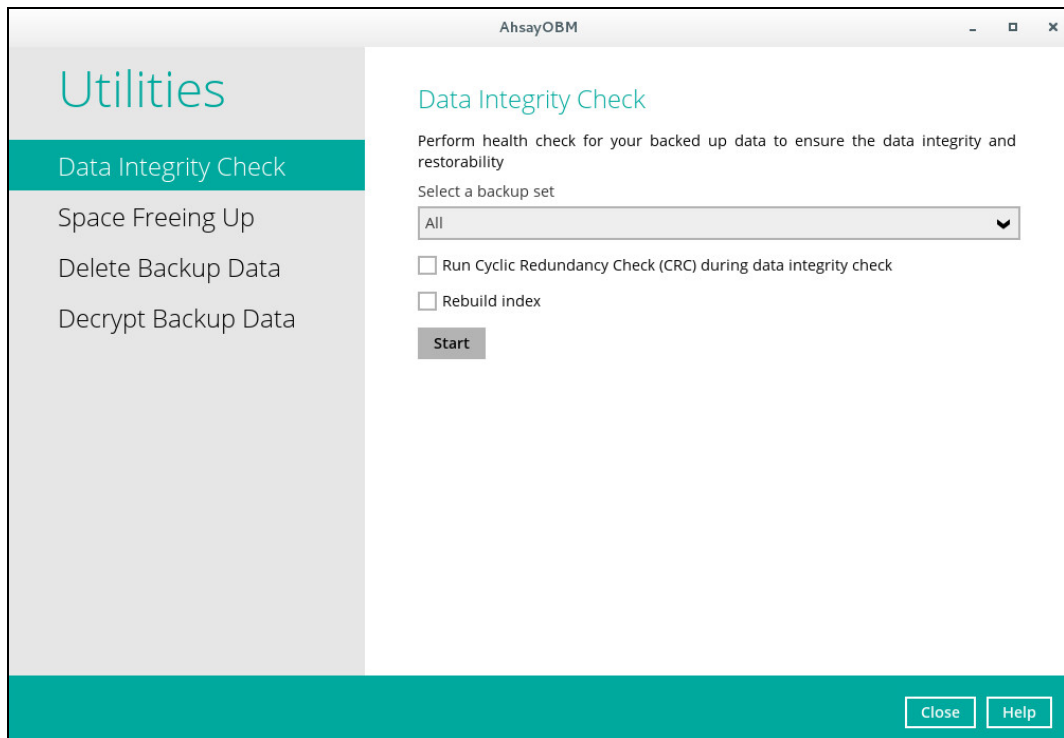 AhsayOBM
Utilities
Data Integrity Check
Space Freeing Up
Delete Backup Data
Decrypt Backup Data
Data Integrity Check
Perform health check for your backed up data to ensure the data integrity and
restorability
Select a backup set
All
Run Cyclic Redundancy Check (CRC) during data integrity check
Rebuild index
Start
Close
Help